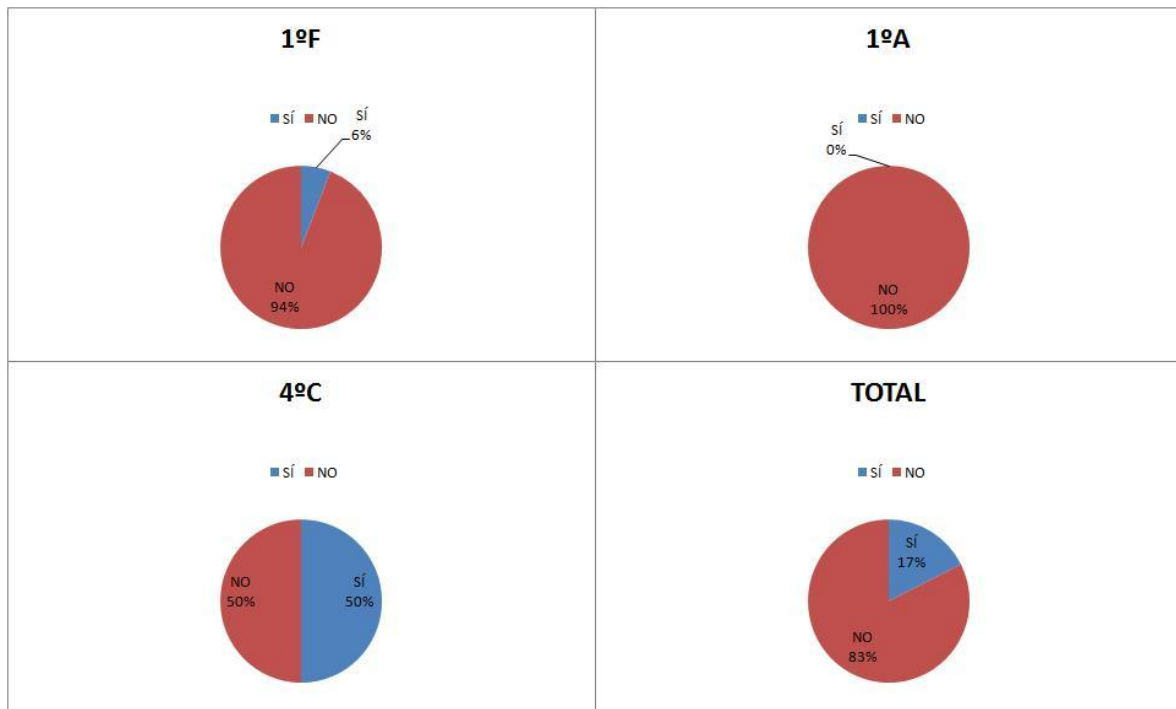 1ºF
SÍ NO
SÍ
6%
NO
94%
1ºA
SÍ NO
SÍ
0%
NO
100%
4ºC
SÍ NO
NO
50%
SÍ
50%
TOTAL
SÍ NO
SÍ
17%
NO
83%